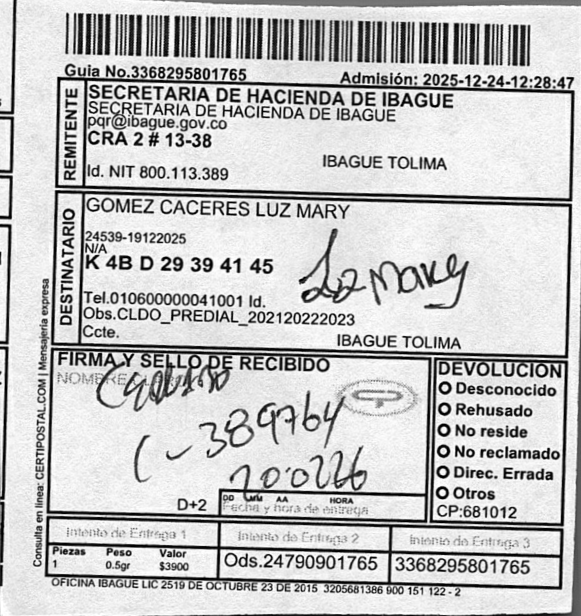 Guia No.3368295801765
Admisión: 2025-12-24-12:28:47
REMITENTE
SECRETARIA DE HACIENDA DE IBAGUE
SECRETARIA DE HACIENDA DE IBAGUE
pqr@ibague.gov.co
CRA 2 # 13-38
IBAGUE TOLIMA
Id. NIT 800.113.389
DESTINATARIO
GOMEZ CACERES LUZ MARY
24539-19122025
N/A
K 4B D 29 39 41 45
Tel.010600000041001 Id.
Obs.CLDO_PREDIAL_202120222023
Ccte.
IBAGUE TOLIMA
Consulta en linea: CERTIPOSTAL.COM | Mensajeria expresa
FIRMA Y SELLO DE RECIBIDO
D+2
DD MM AA HORA
Fecha y hora de entrega
DEVOLUCION
Desconocido
Rehusado
No reside
No reclamado
Direc. Errada
Otros
CP:681012
Intento de Entrega 1
Intento de Entrega 2
Intento de Entrega 3
Piezas Peso Valor
1 0.5gr $3900
Ods.24790901765
3368295801765
OFICINA IBAGUE LIC 2519 DE OCTUBRE 23 DE 2015 3205681386 900 151 122 - 2